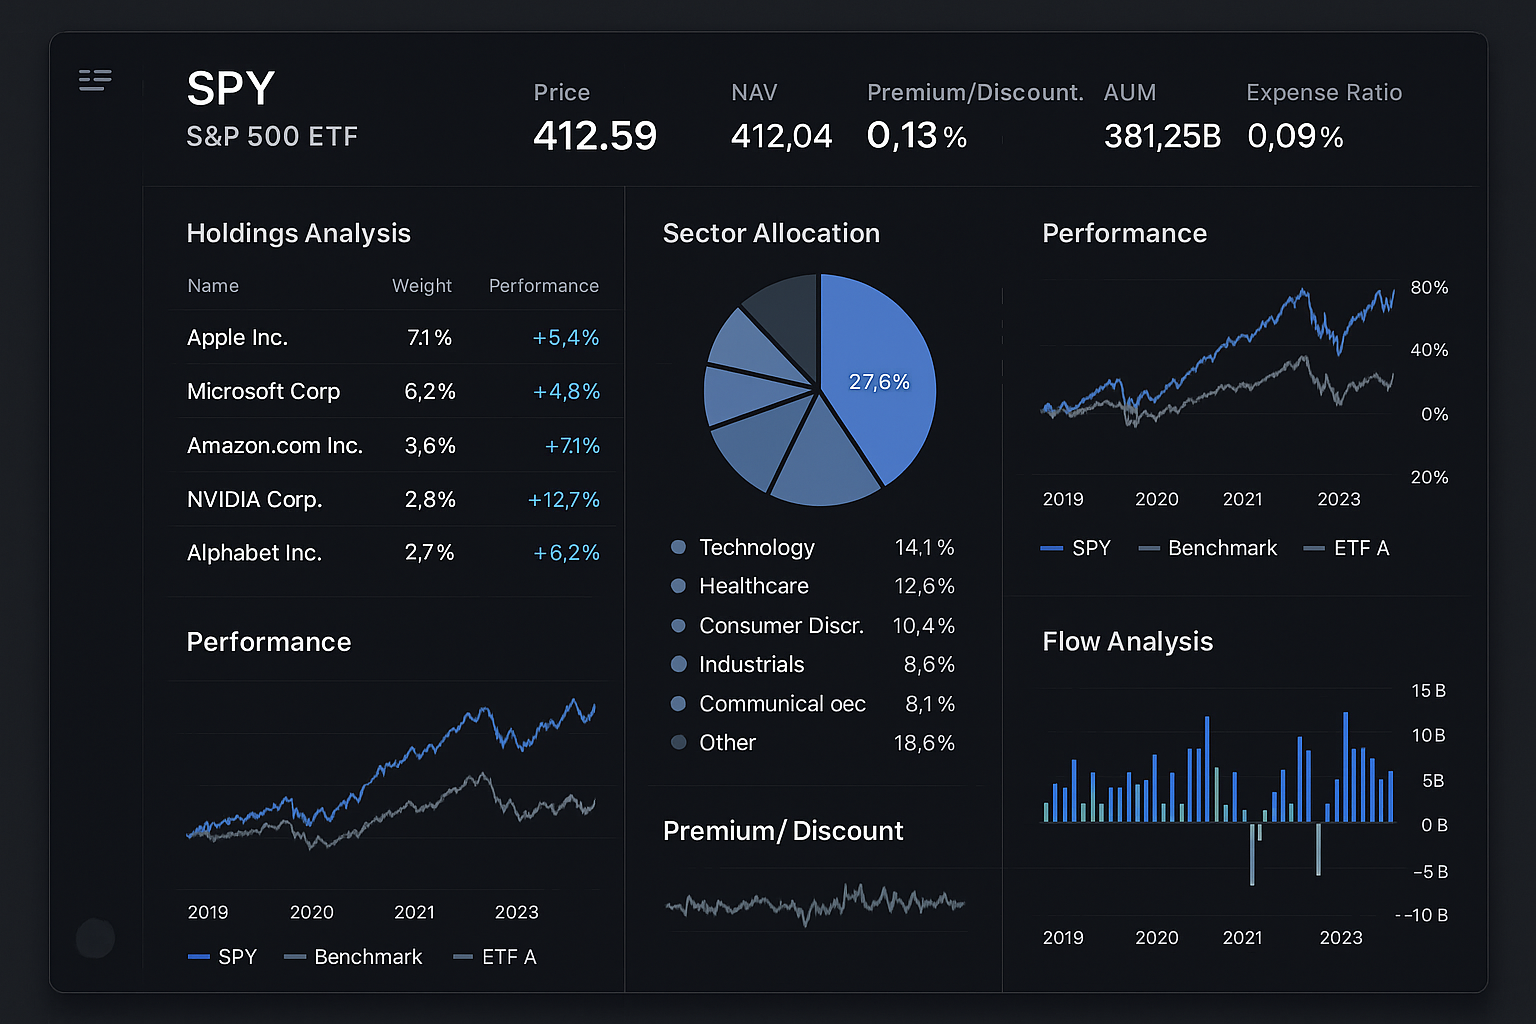 SPY
S&P 500 ETF
Price
412.59
NAV
412,04
Premium/Discount.
0,13 %
AUM
381,25B
Expense Ratio
0,09%
Holdings Analysis
Name Weight Performance
Apple Inc. 7.1% +5,4%
Microsoft Corp 6,2% +4,8%
Amazon.com Inc. 3,6% +7.1%
NVIDIA Corp. 2,8% +12,7%
Alphabet Inc. 2,7% +6,2%
Performance
2019 2020 2021 2023
SPY Benchmark ETF A
Sector Allocation
27,6%
Technology 14,1 %
Healthcare 12,6%
Consumer Discr. 10,4%
Industrials 8,6%
Communical oec 8,1 %
Other 18,6%
Premium/ Discount
Performance
80%
40%
0%
20%
2019 2020 2021 2023
SPY Benchmark ETF A
Flow Analysis
15 B
10 B
5B
0 B
−5 B
--10 B
2019 2020 2021 2023